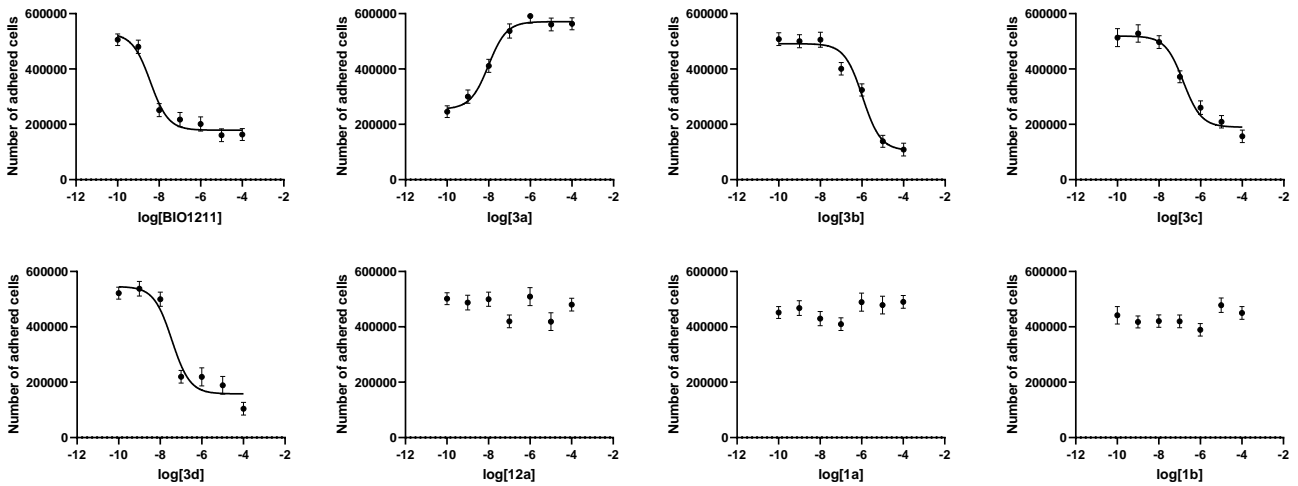 Number of adhered cells
600000
400000
200000
0
-12 -10 -8 -6 -4 -2
log[BIO1211]
Number of adhered cells
600000
400000
200000
0
-12 -10 -8 -6 -4 -2
log[3a]
Number of adhered cells
600000
400000
200000
0
-12 -10 -8 -6 -4 -2
log[3b]
Number of adhered cells
600000
400000
200000
0
-12 -10 -8 -6 -4 -2
log[3c]
Number of adhered cells
600000
400000
200000
0
-12 -10 -8 -6 -4 -2
log[3d]
Number of adhered cells
600000
400000
200000
0
-12 -10 -8 -6 -4 -2
log[12a]
Number of adhered cells
600000
400000
200000
0
-12 -10 -8 -6 -4 -2
log[1a]
Number of adhered cells
600000
400000
200000
0
-12 -10 -8 -6 -4 -2
log[1b]